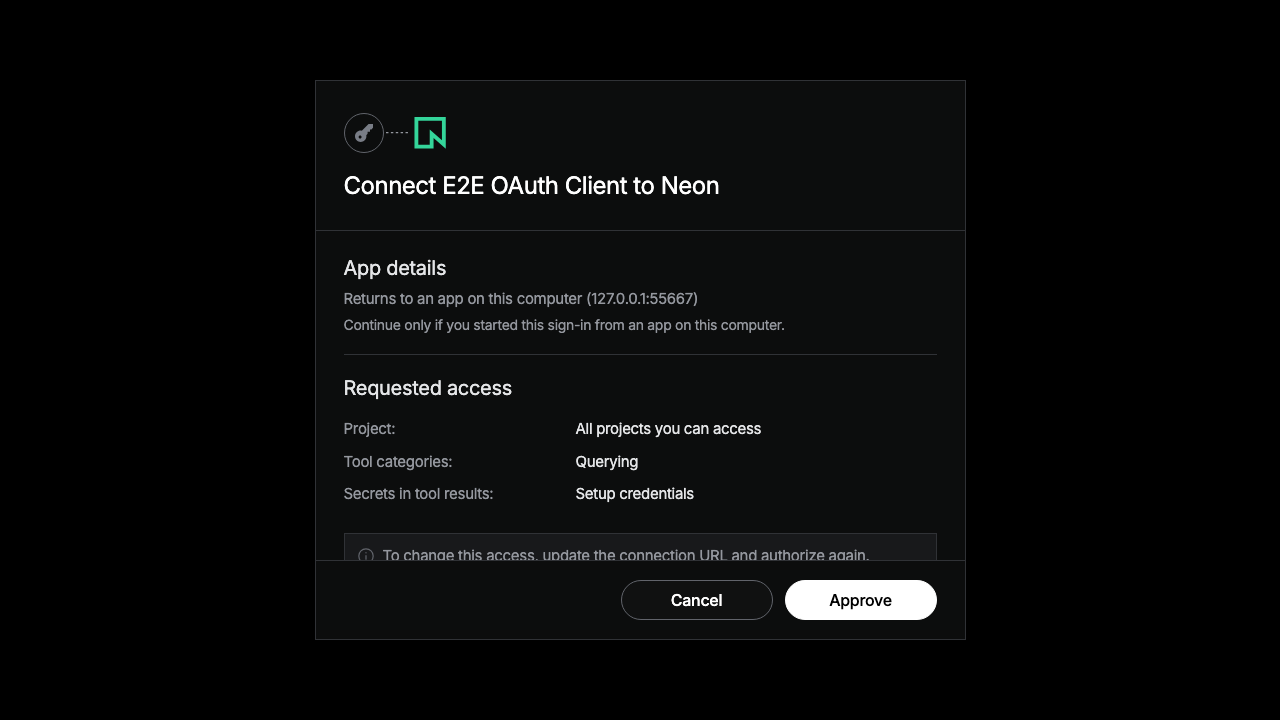 Connect E2E OAuth Client to Neon
App details
Returns to an app on this computer (127.0.0.1:55667)
Continue only if you started this sign-in from an app on this computer.
Requested access
Project: All projects you can access
Tool categories: Querying
Secrets in tool results: Setup credentials
To change this access, update the connection URL and authorize again.
Cancel Approve